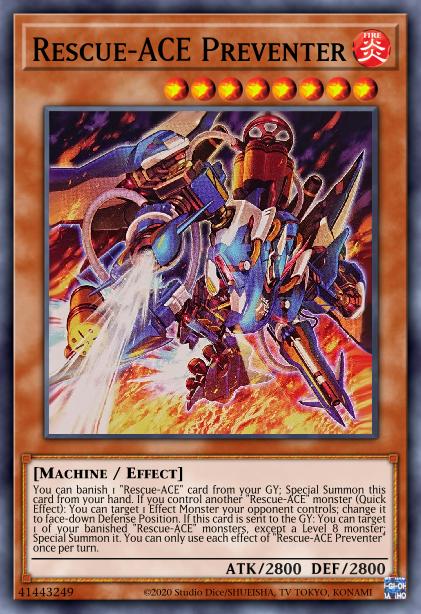 RESCUE-ACE PREVENTER
FIRE
炎
[MACHINE / EFFECT]
You can banish 1 "Rescue-ACE" card from your GY; Special Summon this
card from your hand. If you control another "Rescue-ACE" monster (Quick
Effect): You can target 1 Effect Monster your opponent controls; change it
to face-down Defense Position. If this card is sent to the GY: You can target
1 of your banished "Rescue-ACE" monsters, except a Level 8 monster;
Special Summon it. You can only use each effect of "Rescue-ACE Preventer"
once per turn.
ATK/2800 DEF/2800
41443249 ©2020 Studio Dice/SHUEISHA, TV TOKYO, KONAMI